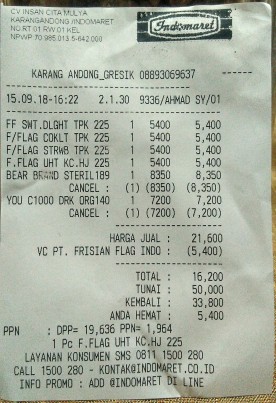 CV INSAN CITA MULYA
KARANGANDONG /INDOMARET
NG RT 01 RW 01 KEL
NPWP 70.985.013.5-642.000
Indomaret
KARANG ANDONG_GRESIK 08893069637
15.09.18-16:22 2.1.30 9336/AHMAD SY/01
FF SWT.DLGHT TPK 225 1 5400 5,400
F/FLAG COKLT TPK 225 1 5400 5,400
F/FLAG STRWB TPK 225 1 5400 5,400
F.FLAG UHT KC.HJ 225 1 5400 5,400
BEAR BRAND STERIL189 1 8350 8,350
CANCEL : (1) (8350) (8,350)
YOU C1000 DRK ORG140 1 7200 7,200
CANCEL : (1) (7200) (7,200)
HARGA JUAL : 21,600
VC PT. FRISIAN FLAG INDO : (5,400)
TOTAL : 16,200
TUNAI : 50,000
KEMBALI : 33,800
ANDA HEMAT : 5,400
PPN : DPP= 19,636 PPN= 1,964
1 Pc F.FLAG UHT KC.HJ 225
LAYANAN KONSUMEN SMS 0811 1500 280
CALL 1500 280 - KONTAK@INDOMARET.CO.ID
INFO PROMO : ADD @INDOMARET DI LINE